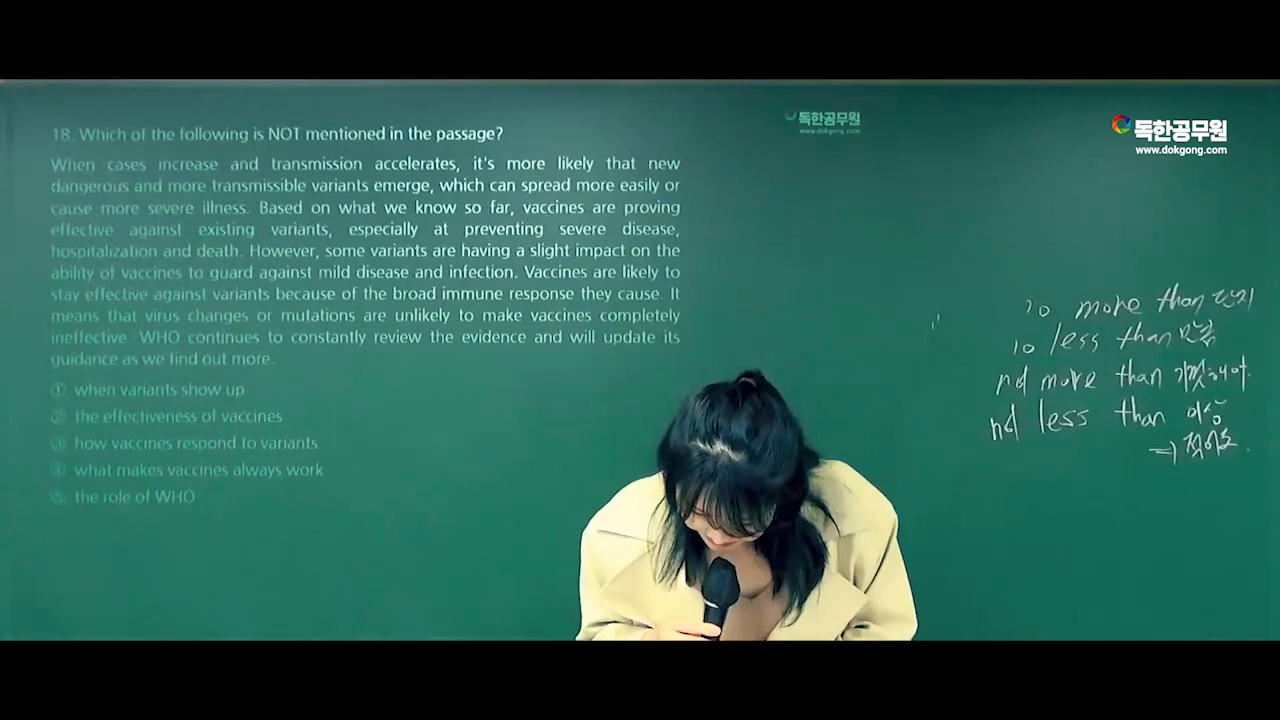 18. Which of the following is NOT mentioned in the passage?
When cases increase and transmission accelerates, it's more likely that new
dangerous and more transmissible variants emerge, which can spread more easily or
cause more severe illness. Based on what we know so far, vaccines are proving
effective against existing variants, especially at preventing severe disease,
hospitalization and death. However, some variants are having a slight impact on the
ability of vaccines to guard against mild disease and infection. Vaccines are likely to
stay effective against variants because of the broad immune response they cause. It
means that virus changes or mutations are unlikely to make vaccines completely
ineffective. WHO continues to constantly review the evidence and will update its
guidance as we find out more.
① when variants show up
② the effectiveness of vaccines
③ how vaccines respond to variants
④ what makes vaccines always work
⑤ the role of WHO
독한공무원
www.dokgong.com
독한공무원
www.dokgong.com
more than 단지
less than 만큼
not more than 기껏해야
not less than 이상
⇒ 적어도